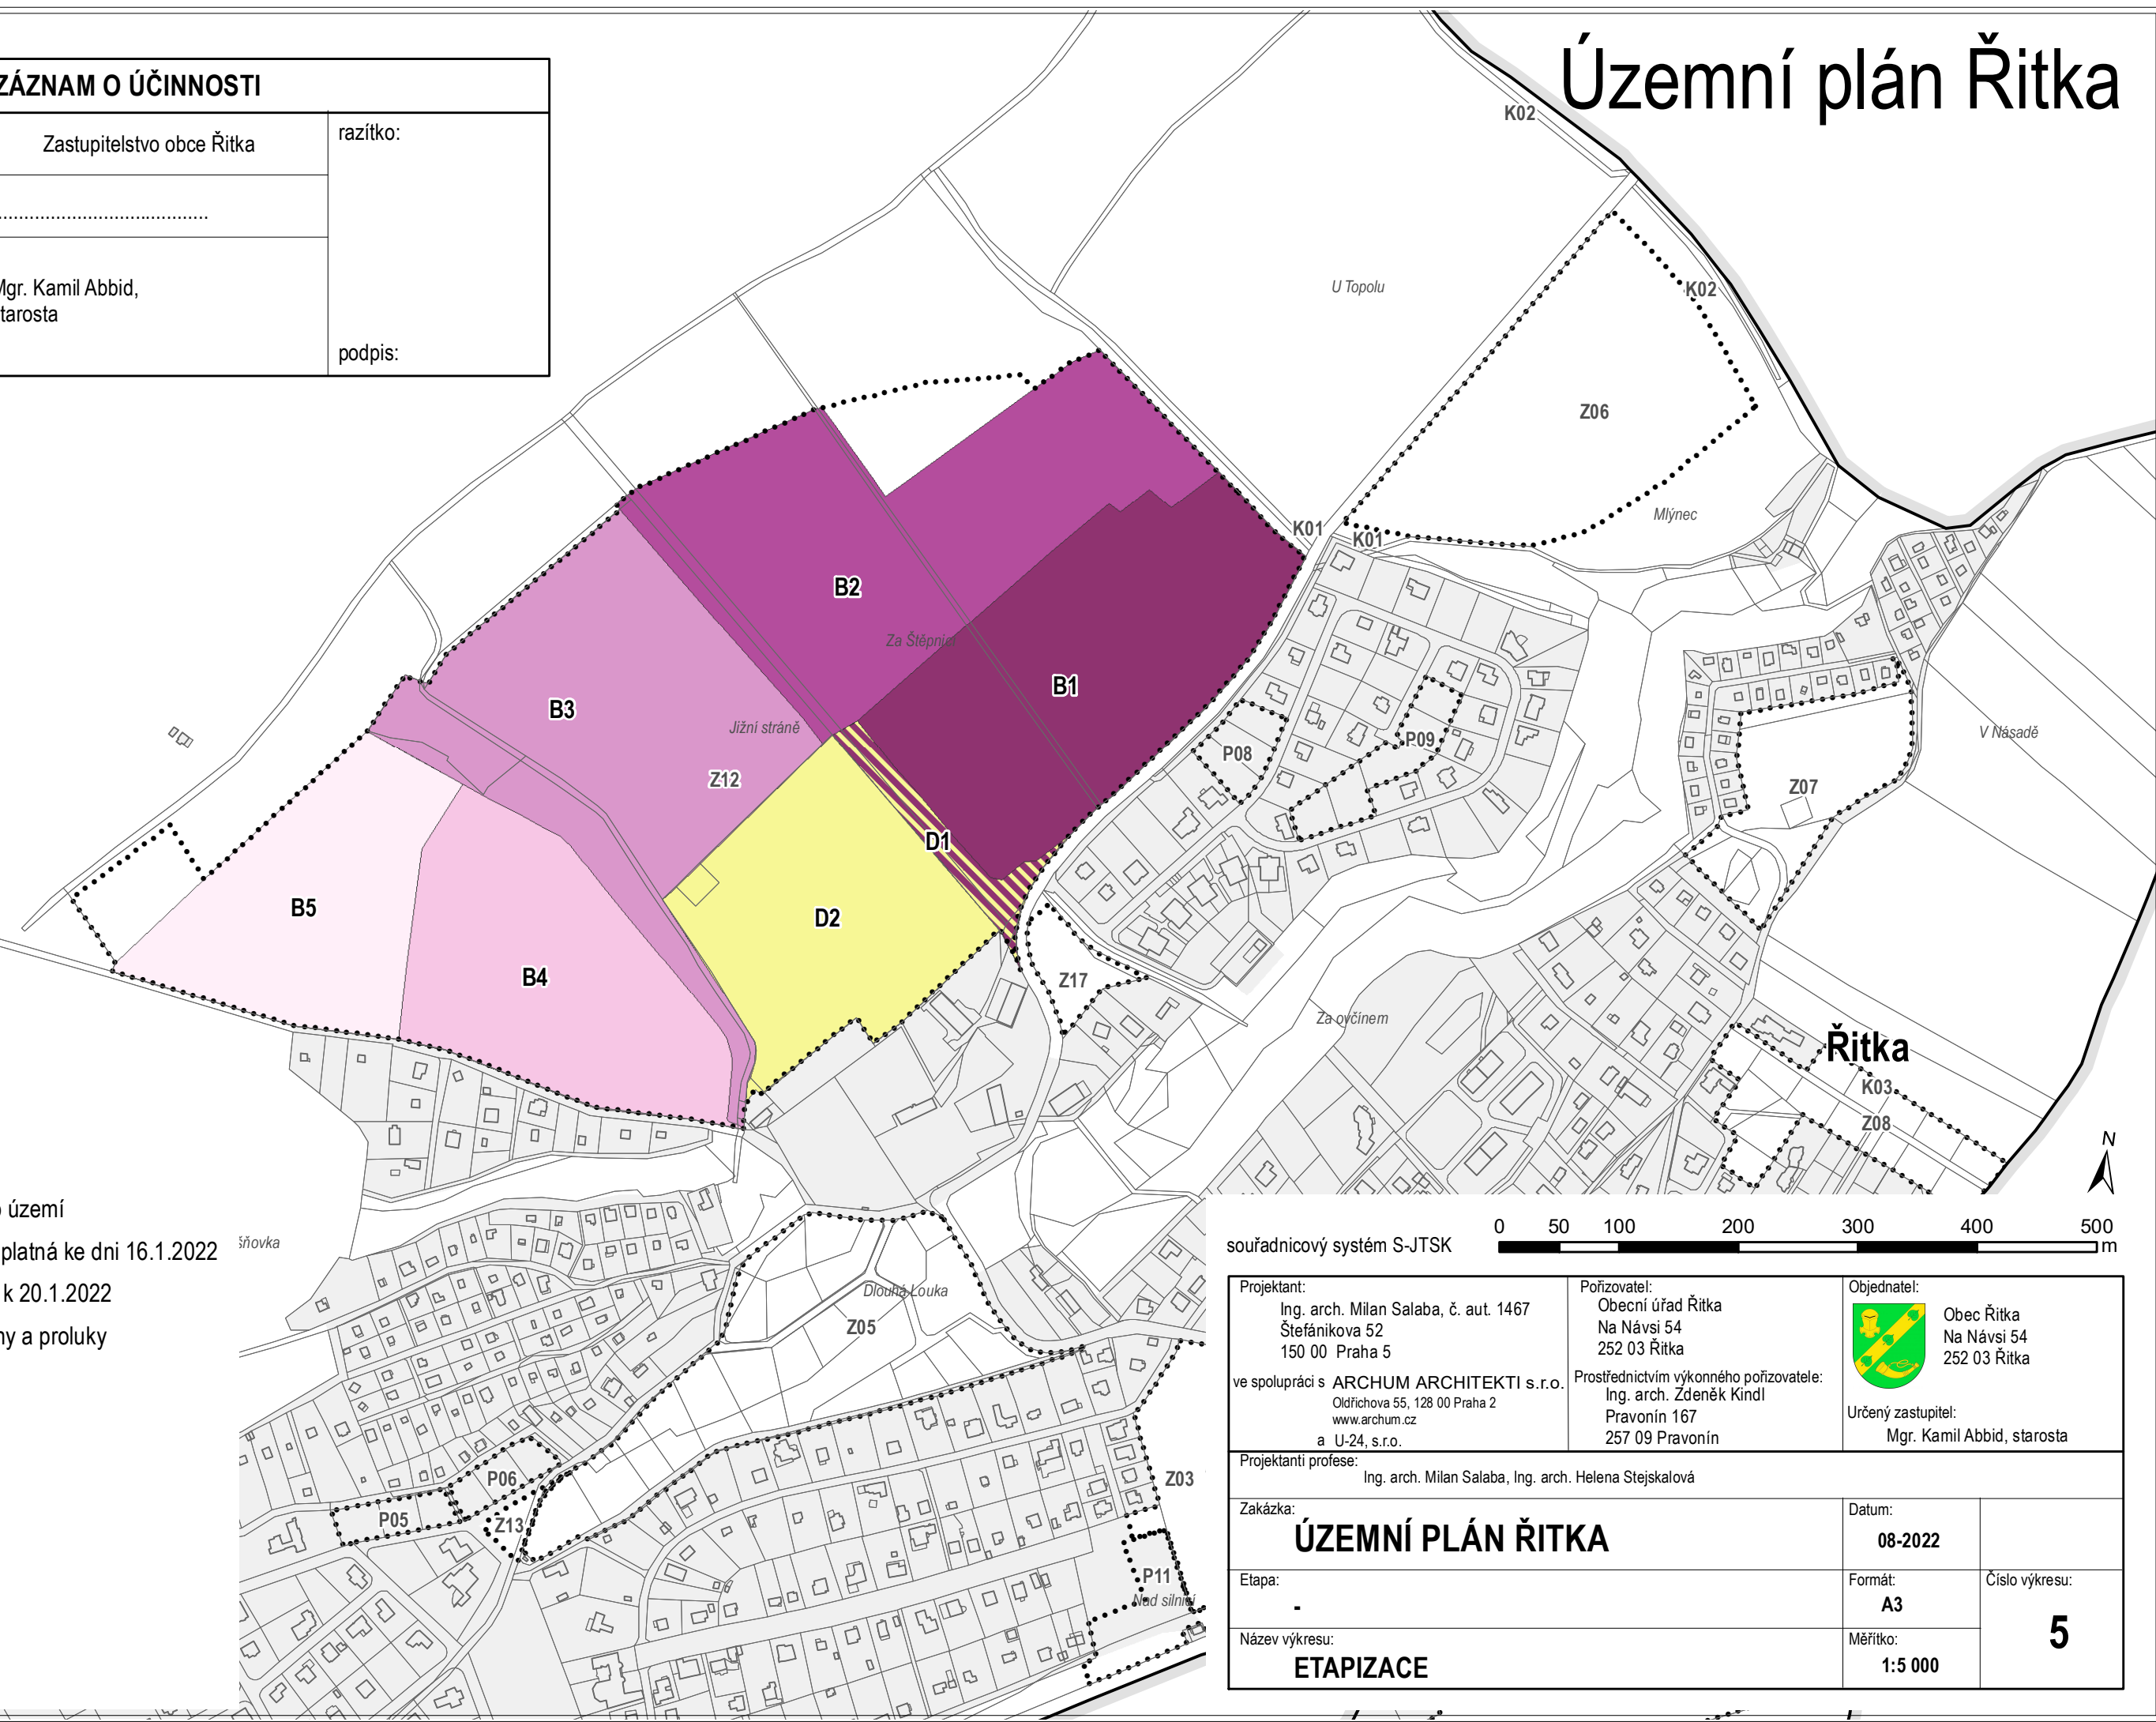 Územní plán Řitka
ZÁZNAM O ÚČINNOSTI
Zastupitelstvo obce Řitka
razítko:
........................................
Mgr. Kamil Abbid,
starosta
podpis:
K02
U Topolu
K02
Z06
Mlýnec
K01
K01
B2
Za Štěpním
B1
B3
Jižní stráně
Z12
P08
P09
V Násadě
Z07
D1
B5
D2
B4
Z17
Za ovčínem
Řitka
K03
Z08
N
území
platná ke dni 16.1.2022
k 20.1.2022
ny a proluky
šňovka
Dlouhá Louka
Z05
P06
P05
Z13
Z03
P11
Nad silnicí
souřadnicový systém S-JTSK
0 50 100 200 300 400 500
m
Projektant:
Ing. arch. Milan Salaba, č. aut. 1467
Štefánikova 52
150 00 Praha 5
ve spolupráci s ARCHUM ARCHITEKTI s.r.o.
Oldřichova 55, 128 00 Praha 2
www.archum.cz
a U-24, s.r.o.
Pořizovatel:
Obecní úřad Řitka
Na Návsi 54
252 03 Řitka
Prostřednictvím výkonného pořizovatele:
Ing. arch. Zdeněk Kindl
Pravonín 167
257 09 Pravonín
Objednatel:
Obec Řitka
Na Návsi 54
252 03 Řitka
Určený zastupitel:
Mgr. Kamil Abbid, starosta
Projektanti profese:
Ing. arch. Milan Salaba, Ing. arch. Helena Stejskalová
Zakázka:
ÚZEMNÍ PLÁN ŘITKA
Datum:
08-2022
Etapa:
-
Formát:
A3
Číslo výkresu:
5
Název výkresu:
ETAPIZACE
Měřítko:
1:5 000